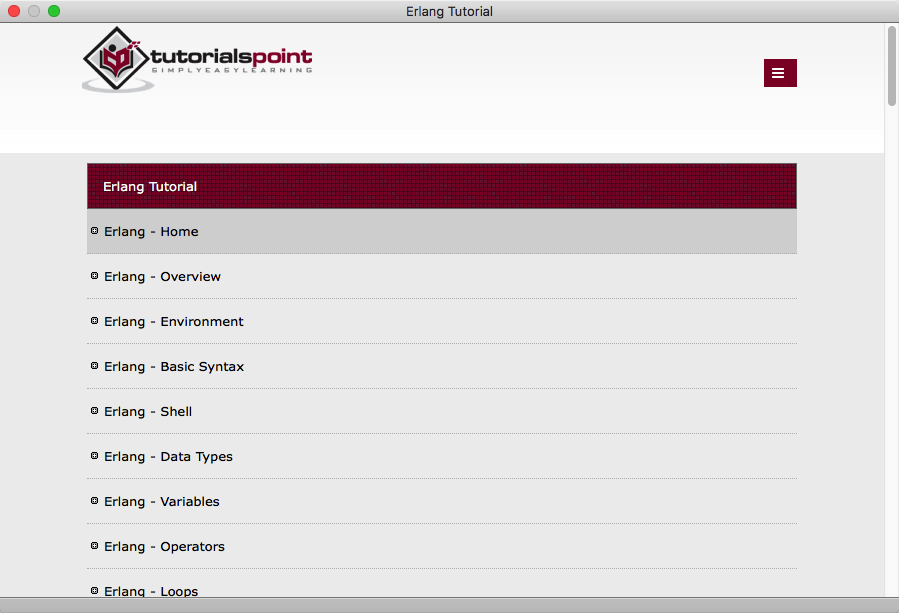 Erlang Tutorial
tutorialspoint
SIMPLYEASYLEARNING
Erlang Tutorial
Erlang - Home
Erlang - Overview
Erlang - Environment
Erlang - Basic Syntax
Erlang - Shell
Erlang - Data Types
Erlang - Variables
Erlang - Operators
Erlang - Loops